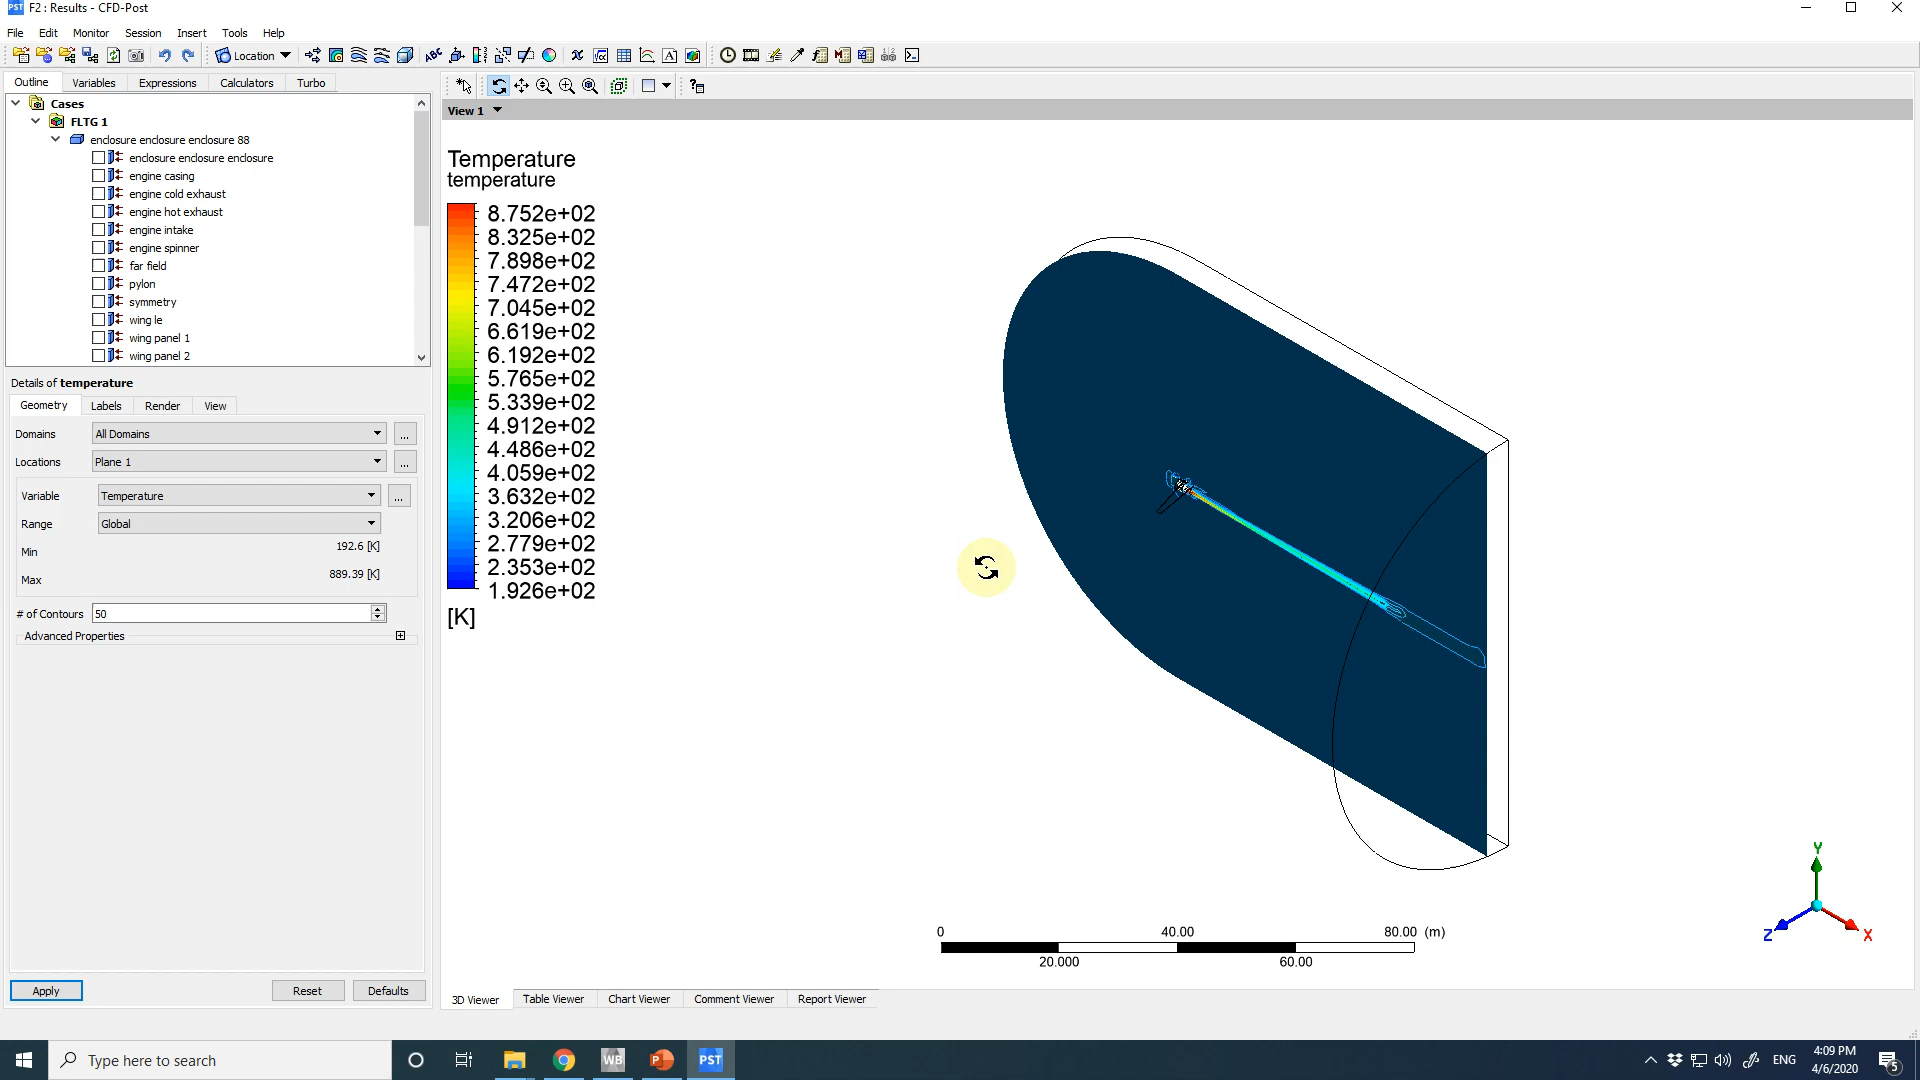 PST F2 : Results - CFD-Post
File Edit Monitor Session Insert Tools Help
Location
Outline Variables Expressions Calculators Turbo
Cases
FLTG 1
enclosure enclosure enclosure 88
enclosure enclosure enclosure
engine casing
engine cold exhaust
engine hot exhaust
engine intake
engine spinner
far field
pylon
symmetry
wing le
wing panel 1
wing panel 2
Details of temperature
Geometry Labels Render View
Domains All Domains ...
Locations Plane 1 ...
Variable Temperature ...
Range Global
Min 192.6 [K]
Max 889.39 [K]
# of Contours 50
Advanced Properties
Apply Reset Defaults
View 1
Temperature
temperature
8.752e+02
8.325e+02
7.898e+02
7.472e+02
7.045e+02
6.619e+02
6.192e+02
5.765e+02
5.339e+02
4.912e+02
4.486e+02
4.059e+02
3.632e+02
3.206e+02
2.779e+02
2.353e+02
1.926e+02
[K]
Y
Z X
0 40.00 80.00 (m)
20.000 60.00
3D Viewer Table Viewer Chart Viewer Comment Viewer Report Viewer
Type here to search
WB P PST
ENG
4:09 PM
4/6/2020
5